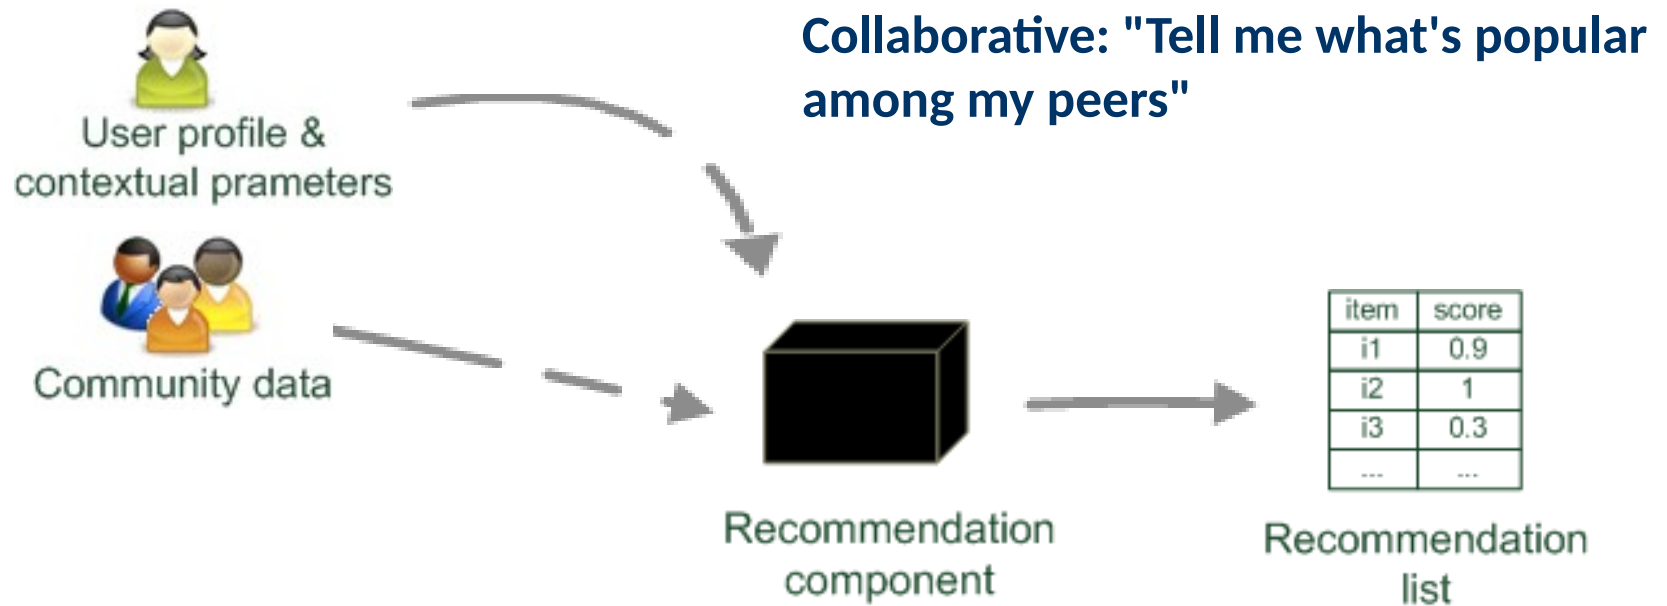 Collaborative: "Tell me what's popular
among my peers"
User profile &
contextual prameters
Community data
Recommendation
component
item score
i1 0.9
i2 1
i3 0.3
... ...
Recommendation
list